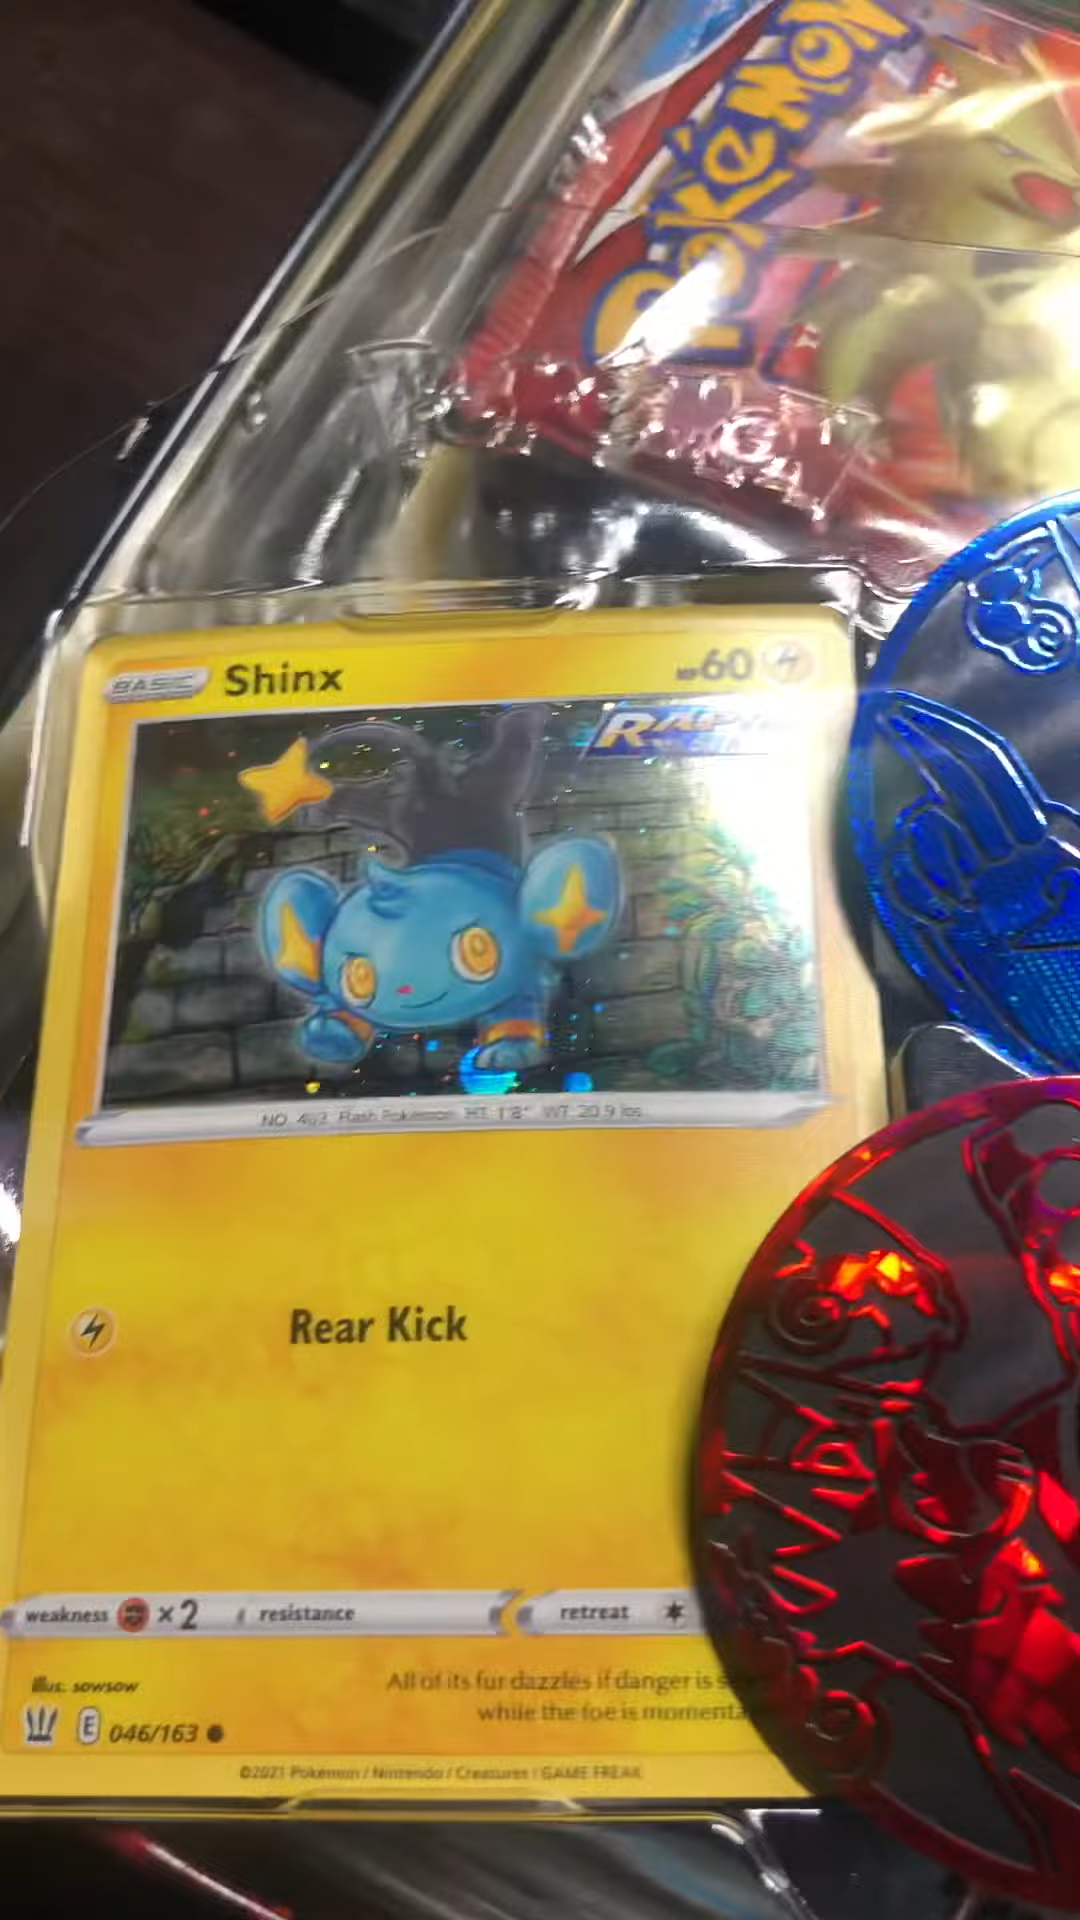 Pokémon
BASIC Shinx HP60
RAPID
NO. 403 Flash Pokémon HT: 1'8" WT: 20.9 lbs.
Rear Kick
weakness ×2 resistance retreat
illus. sowsow
All of its fur dazzles if danger is
while the foe is
E 046/163
©2021 Pokémon / Nintendo / Creatures / GAME FREAK